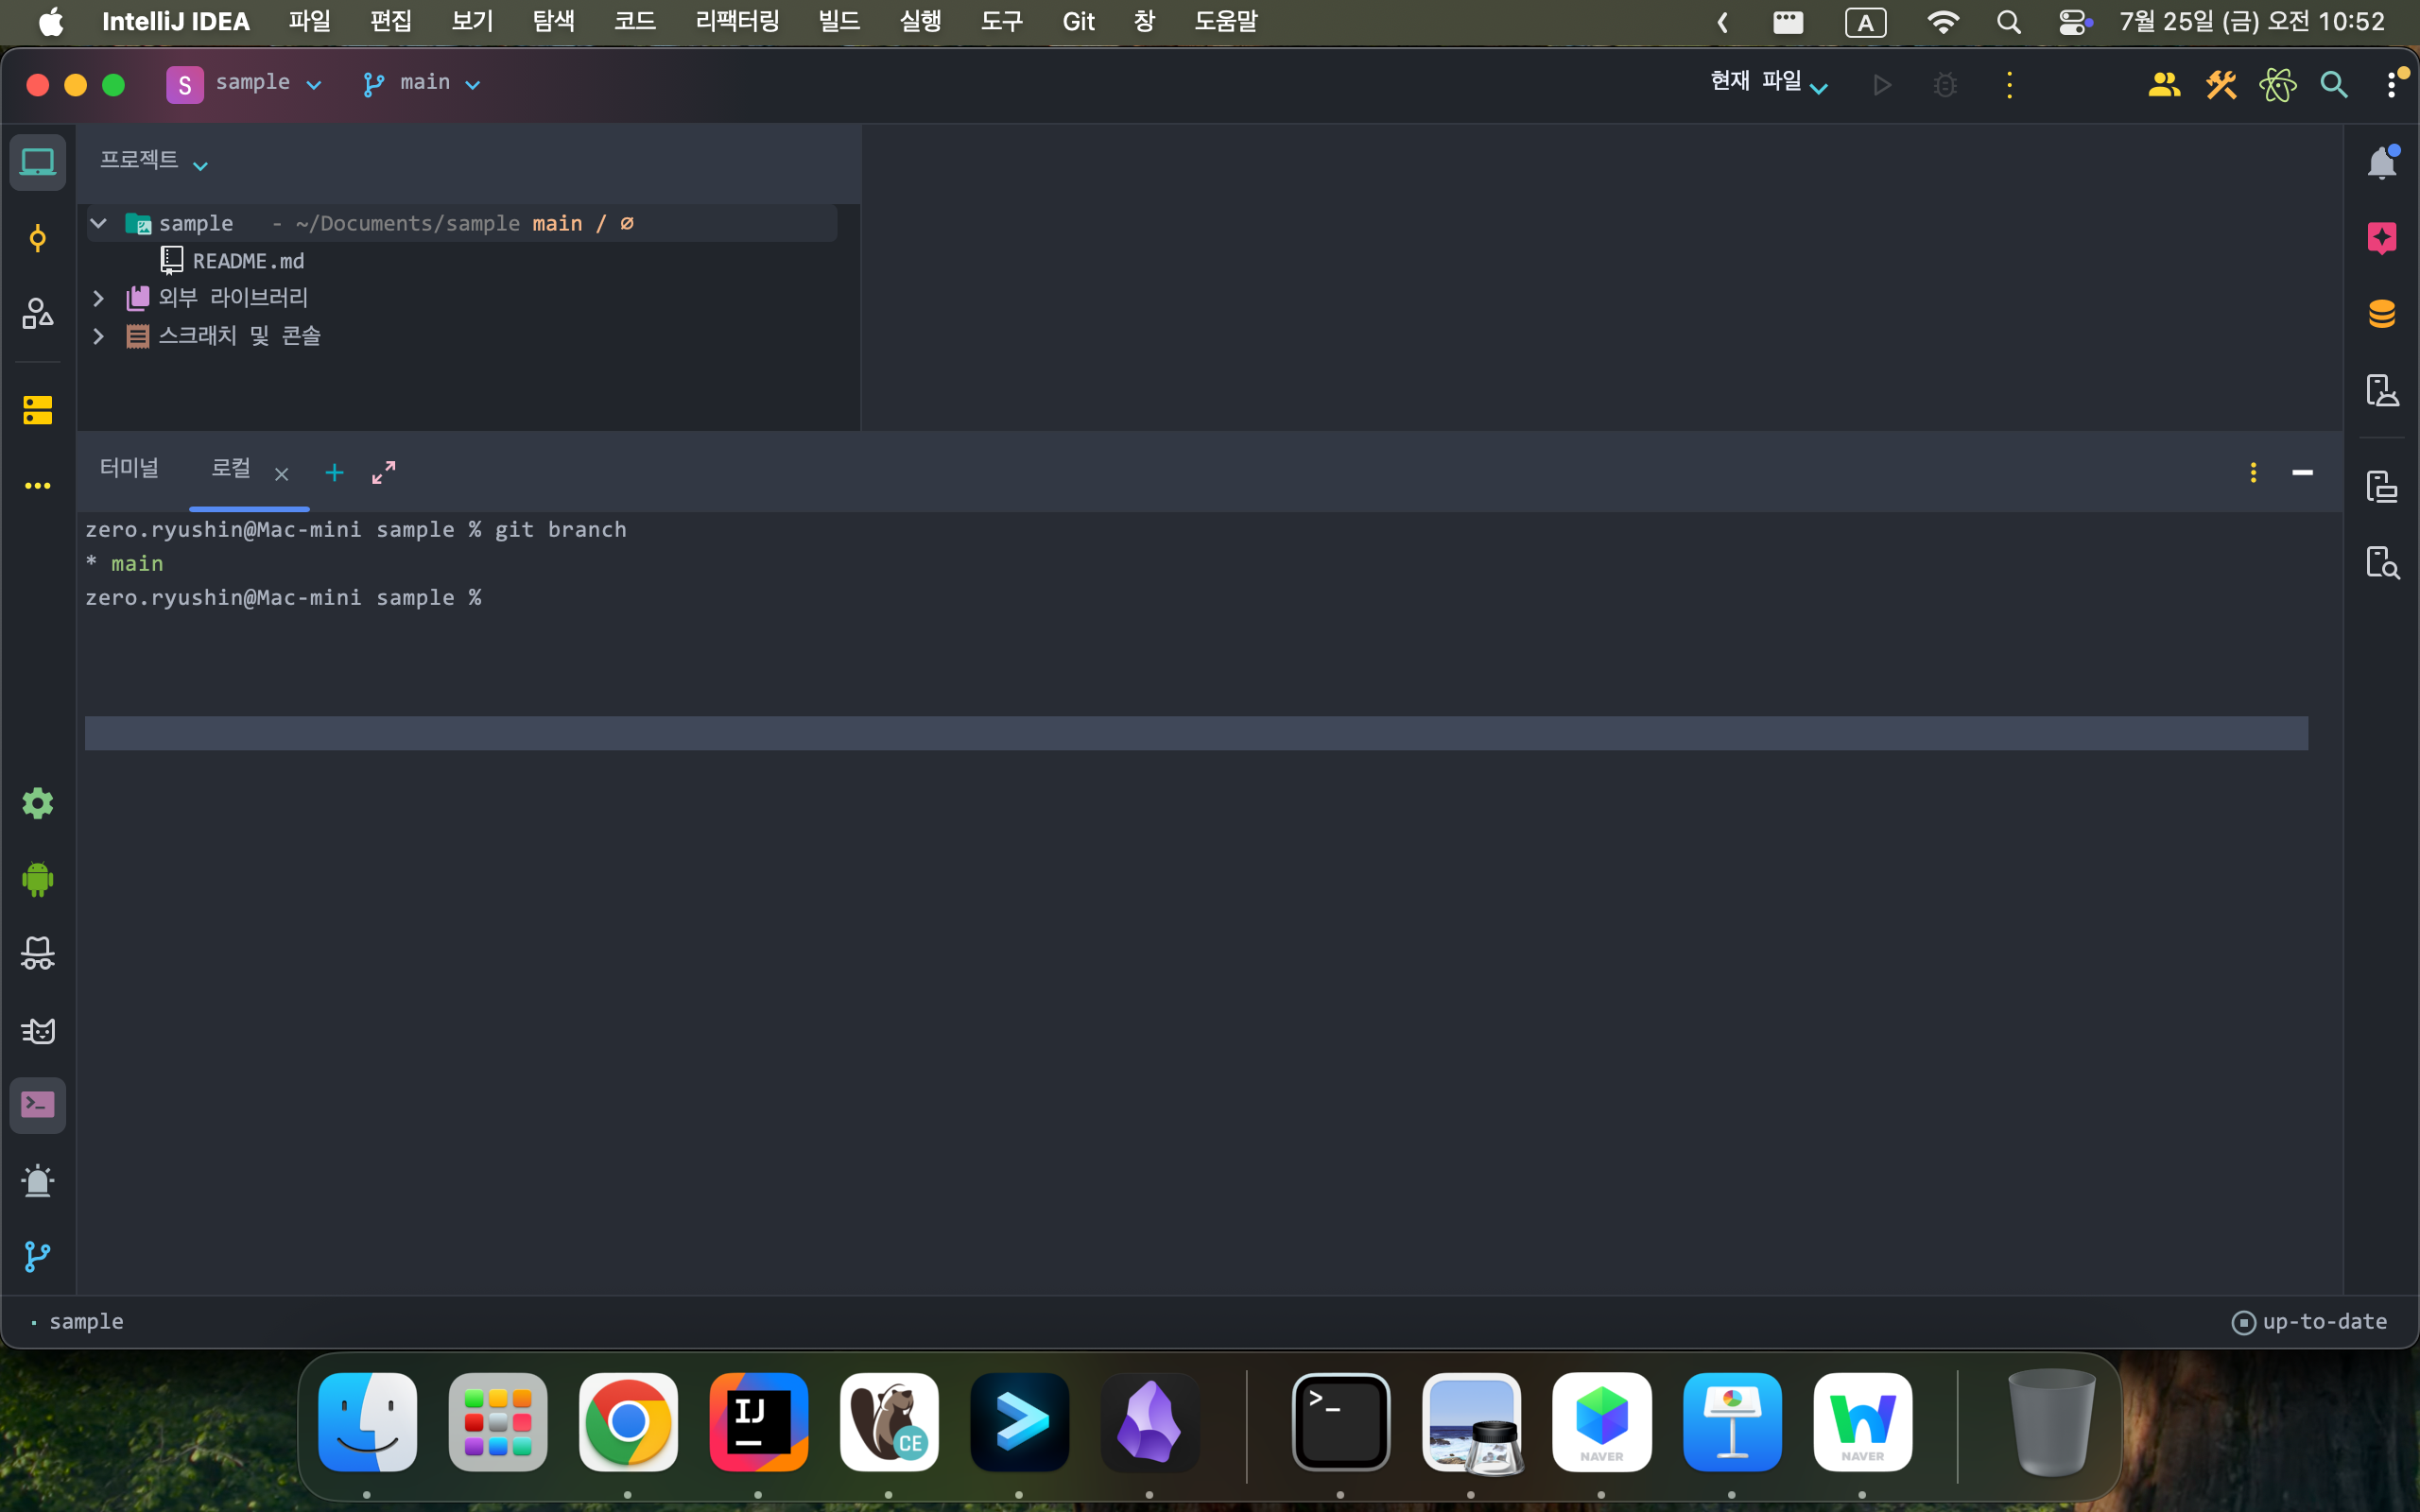 IntelliJ IDEA 파일 편집 보기 탐색 코드 리팩터링 빌드 실행 도구 Git 창 도움말 A 7월 25일 (금) 오전 10:52
S sample main 현재 파일
프로젝트
sample - ~/Documents/sample main / ∅
README.md
외부 라이브러리
스크래치 및 콘솔
터미널 로컬
zero.ryushin@Mac-mini sample % git branch
* main
zero.ryushin@Mac-mini sample %
sample up-to-date
IJ CE >_ NAVER NAVER